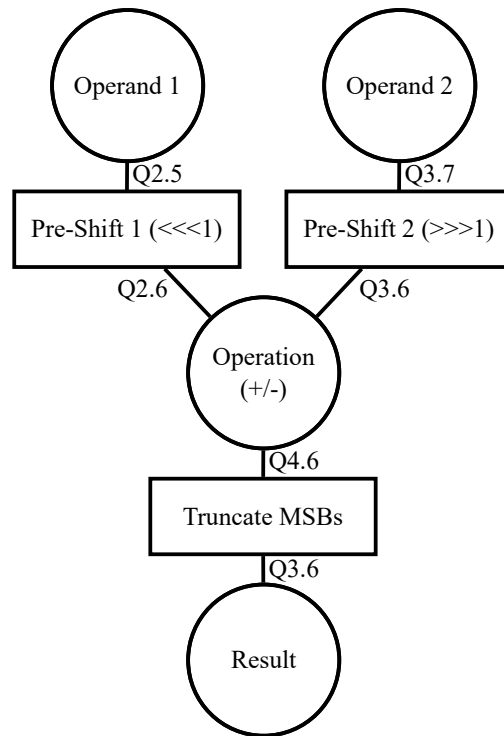 Operand 1
Operand 2
Q2.5
Q3.7
Pre-Shift 1 (<<<1)
Pre-Shift 2 (>>>1)
Q2.6
Q3.6
Operation
(+/-)
Q4.6
Truncate MSBs
Q3.6
Result